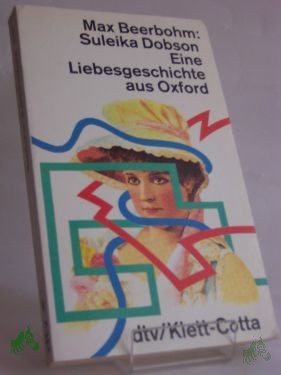 Max Beerbohm:
Suleika Dobson
Eine
Liebesgeschichte
aus Oxford
dtv/Klett-Cotta